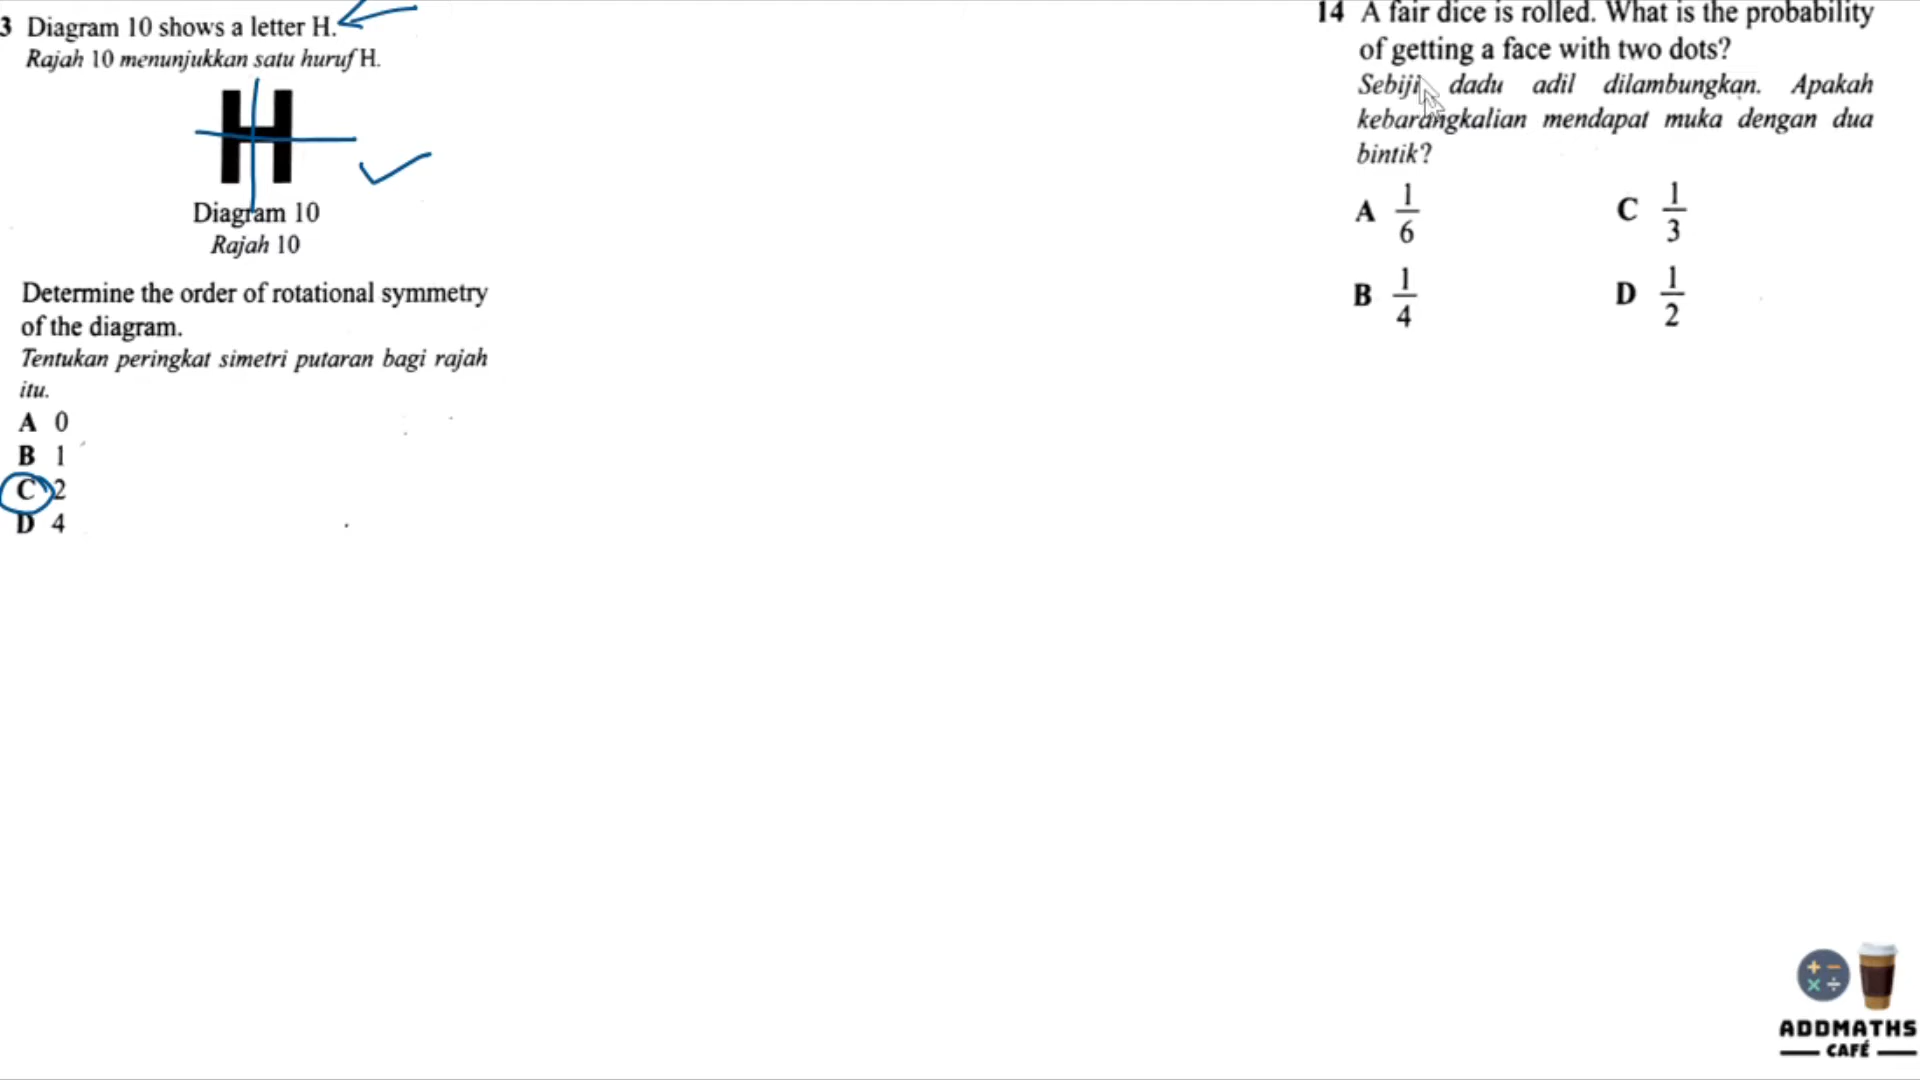 3 Diagram 10 shows a letter H.
Rajah 10 menunjukkan satu huruf H.
H
Diagram 10
Rajah 10
Determine the order of rotational symmetry
of the diagram.
Tentukan peringkat simetri putaran bagi rajah
itu.
A 0
B 1
C 2
D 4
14 A fair dice is rolled. What is the probability
of getting a face with two dots?
Sebiji dadu adil dilambungkan. Apakah
kebarangkalian mendapat muka dengan dua
bintik?
A 1/6 C 1/3
B 1/4 D 1/2
ADDMATHS
CAFÉ